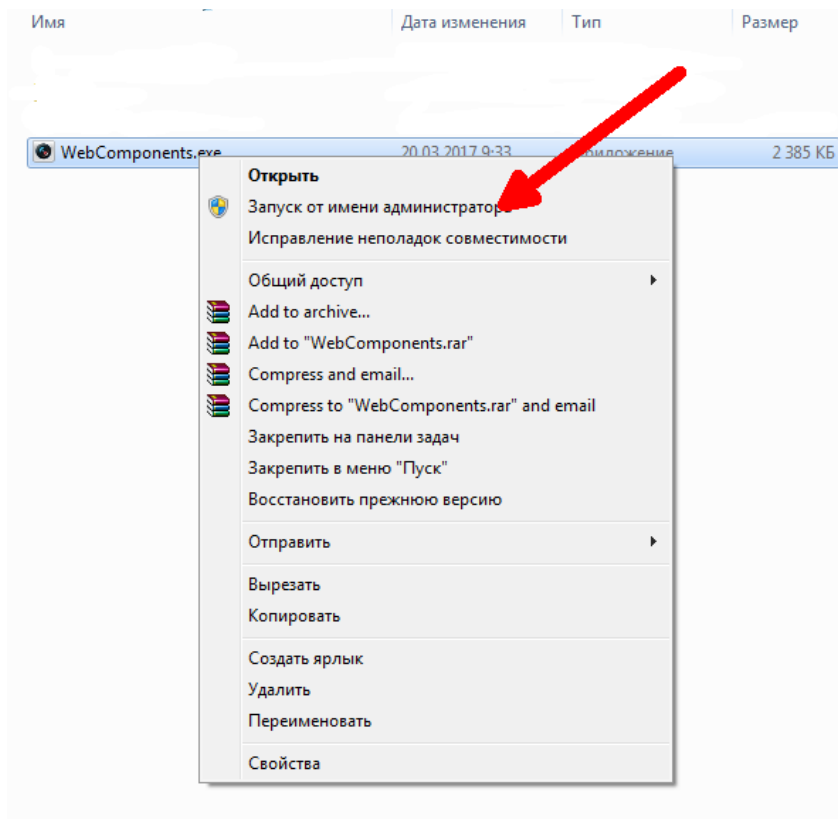 Имя Дата изменения Тип Размер
WebComponents.exe 20.03.2017 9:33 Приложение 2 385 КБ
Открыть
Запуск от имени администратора
Исправление неполадок совместимости
Общий доступ
Add to archive...
Add to "WebComponents.rar"
Compress and email...
Compress to "WebComponents.rar" and email
Закрепить на панели задач
Закрепить в меню "Пуск"
Восстановить прежнюю версию
Отправить
Вырезать
Копировать
Создать ярлык
Удалить
Переименовать
Свойства